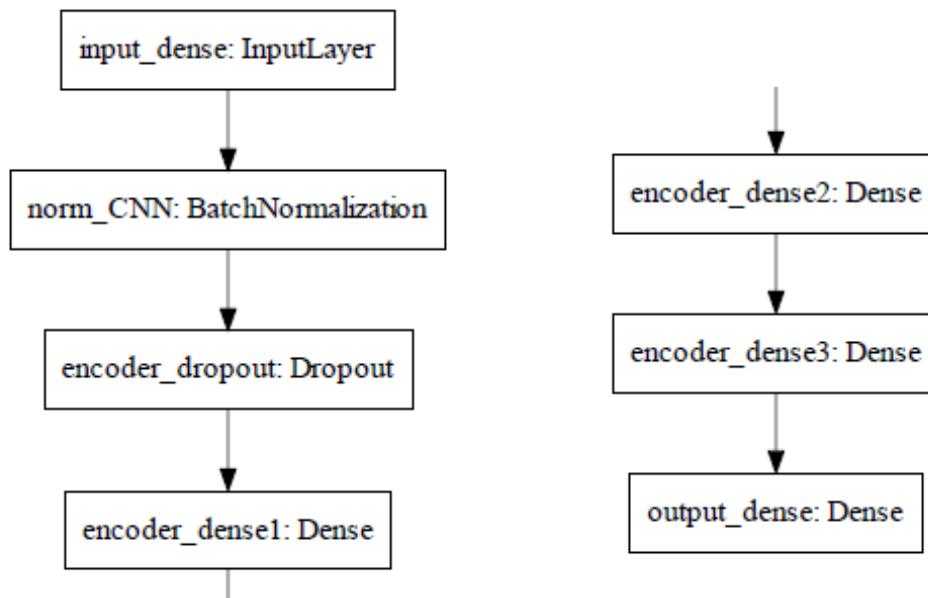 input_dense: InputLayer
norm_CNN: BatchNormalization
encoder_dropout: Dropout
encoder_dense1: Dense
encoder_dense2: Dense
encoder_dense3: Dense
output_dense: Dense